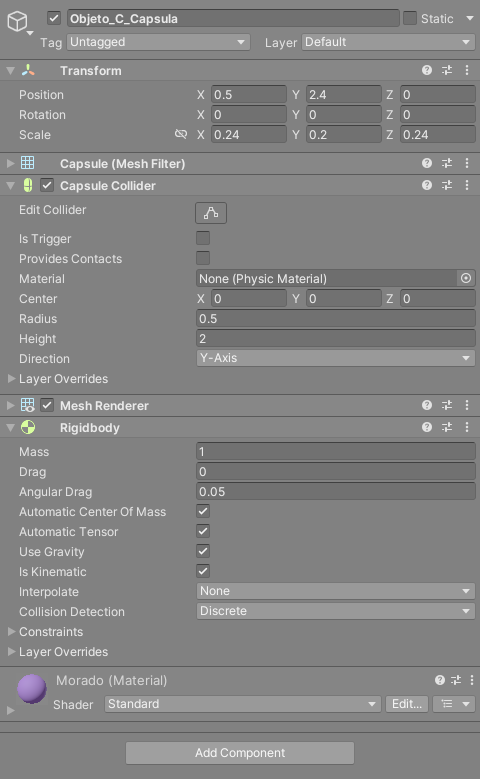 Objeto_C_Capsula Static
Tag Untagged Layer Default
Transform
Position X 0.5 Y 2.4 Z 0
Rotation X 0 Y 0 Z 0
Scale X 0.24 Y 0.2 Z 0.24
Capsule (Mesh Filter)
Capsule Collider
Edit Collider
Is Trigger
Provides Contacts
Material None (Physic Material)
Center X 0 Y 0 Z 0
Radius 0.5
Height 2
Direction Y-Axis
Layer Overrides
Mesh Renderer
Rigidbody
Mass 1
Drag 0
Angular Drag 0.05
Automatic Center Of Mass
Automatic Tensor
Use Gravity
Is Kinematic
Interpolate None
Collision Detection Discrete
Constraints
Layer Overrides
Morado (Material)
Shader Standard Edit...
Add Component